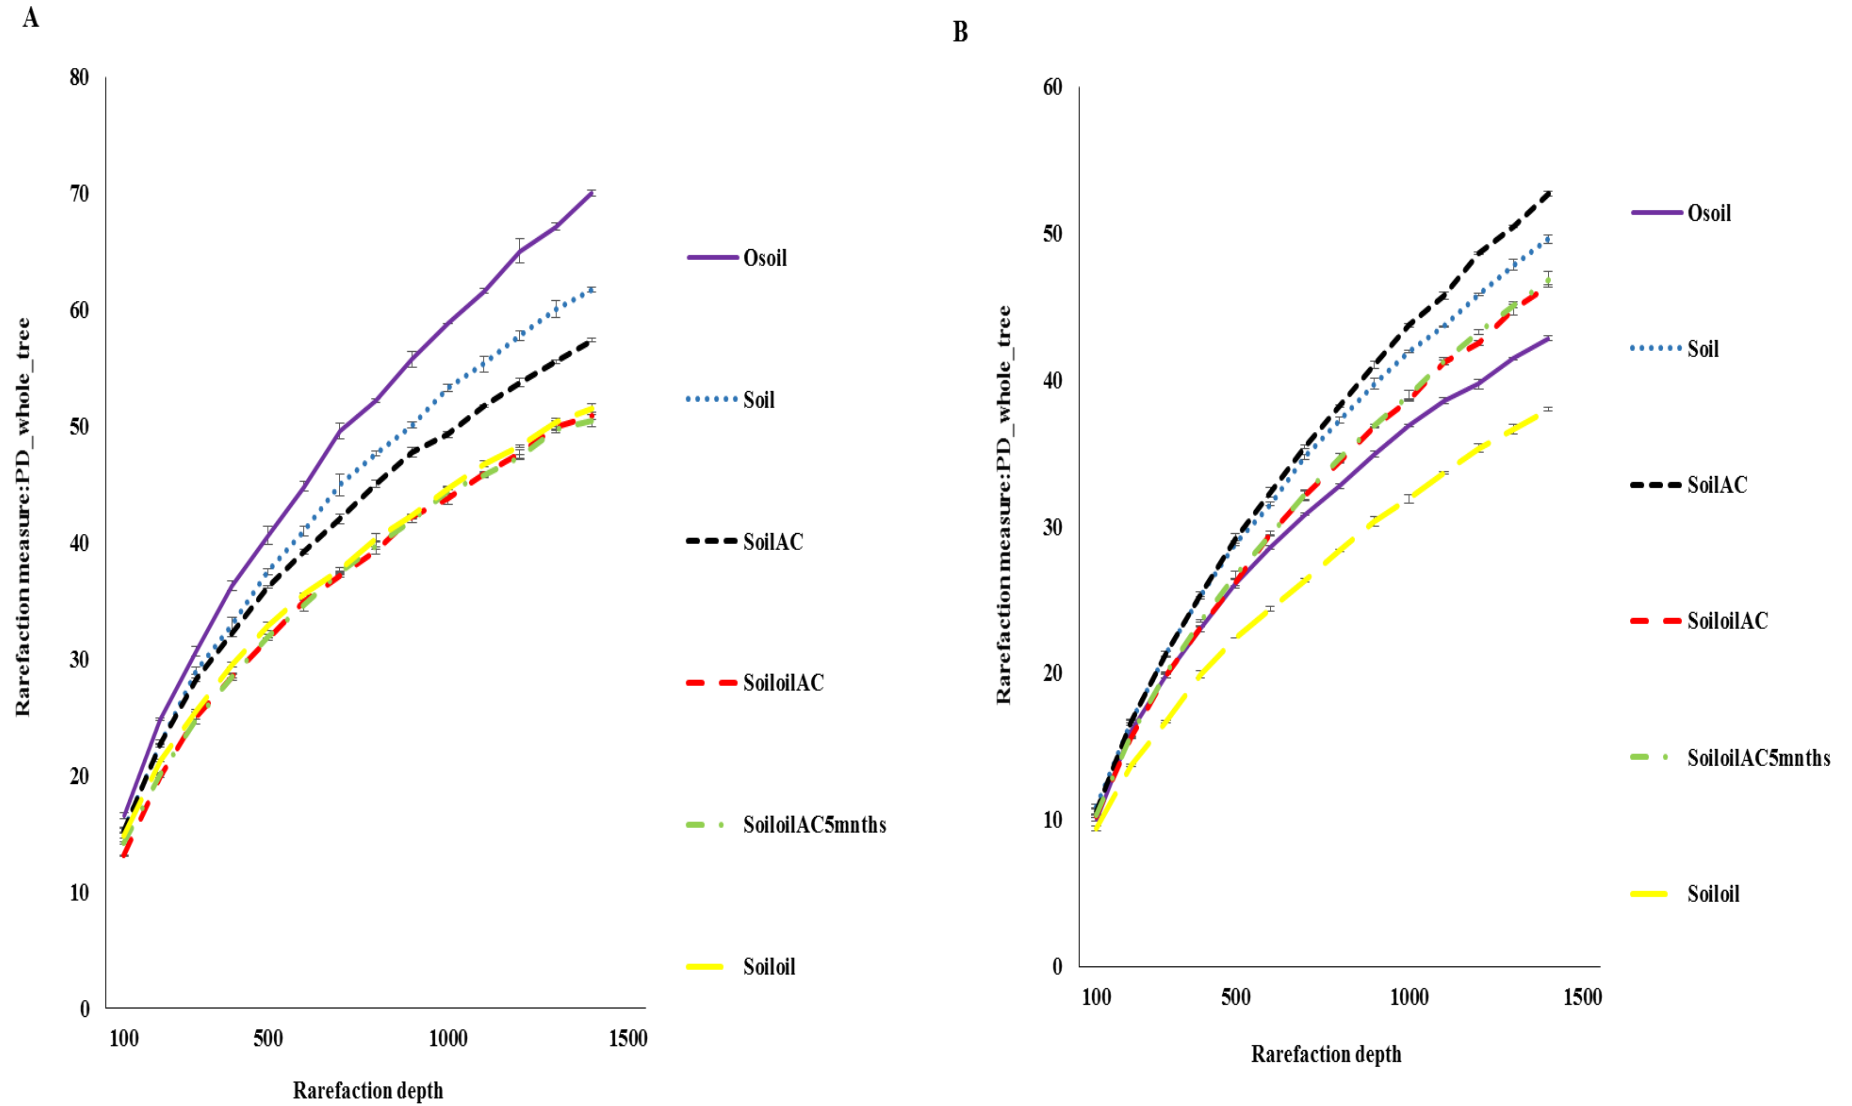 A
Rarefaction measure:PD_whole_tree
80
70
60
50
40
30
20
10
0
100 500 1000 1500
Rarefaction depth
Osoil
Soil
SoilAC
SoiloilAC
SoiloilAC5mnths
Soiloil
B
Rarefaction measure:PD_whole_tree
60
50
40
30
20
10
0
100 500 1000 1500
Rarefaction depth
Osoil
Soil
SoilAC
SoiloilAC
SoiloilAC5mnths
Soiloil